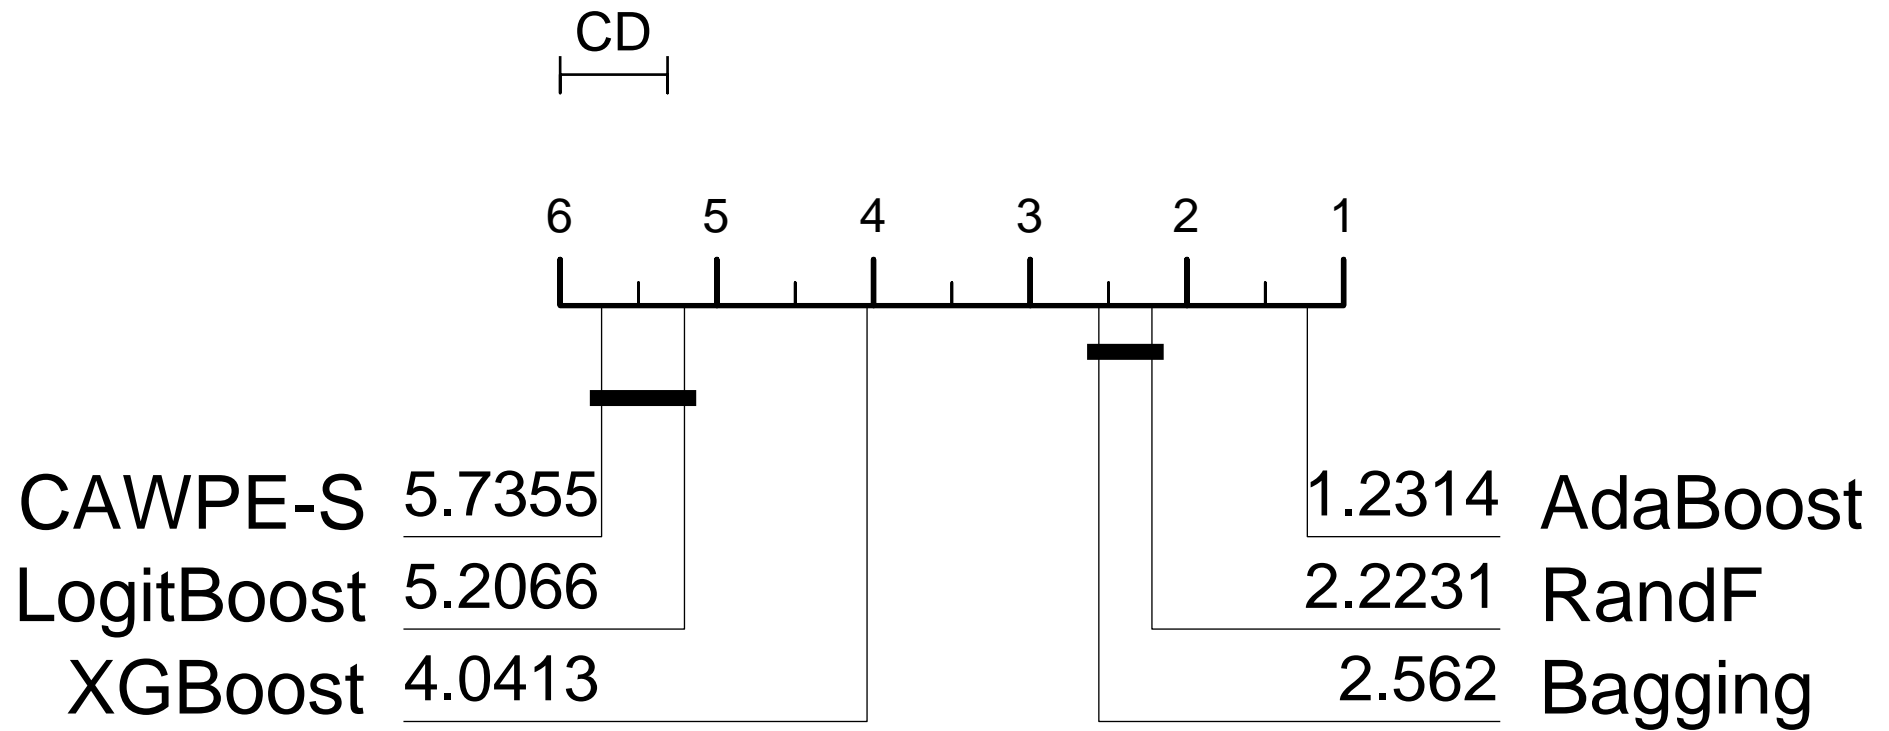 CD
6 5 4 3 2 1
CAWPE-S 5.7355 1.2314 AdaBoost
LogitBoost 5.2066 2.2231 RandF
XGBoost 4.0413 2.562 Bagging